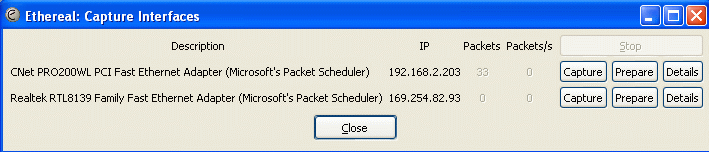 Ethereal: Capture Interfaces
Description IP Packets Packets/s Stop
CNet PRO200WL PCI Fast Ethernet Adapter (Microsoft's Packet Scheduler) 192.168.2.203 33 0 Capture Prepare Details
Realtek RTL8139 Family Fast Ethernet Adapter (Microsoft's Packet Scheduler) 169.254.82.93 0 0 Capture Prepare Details
Close